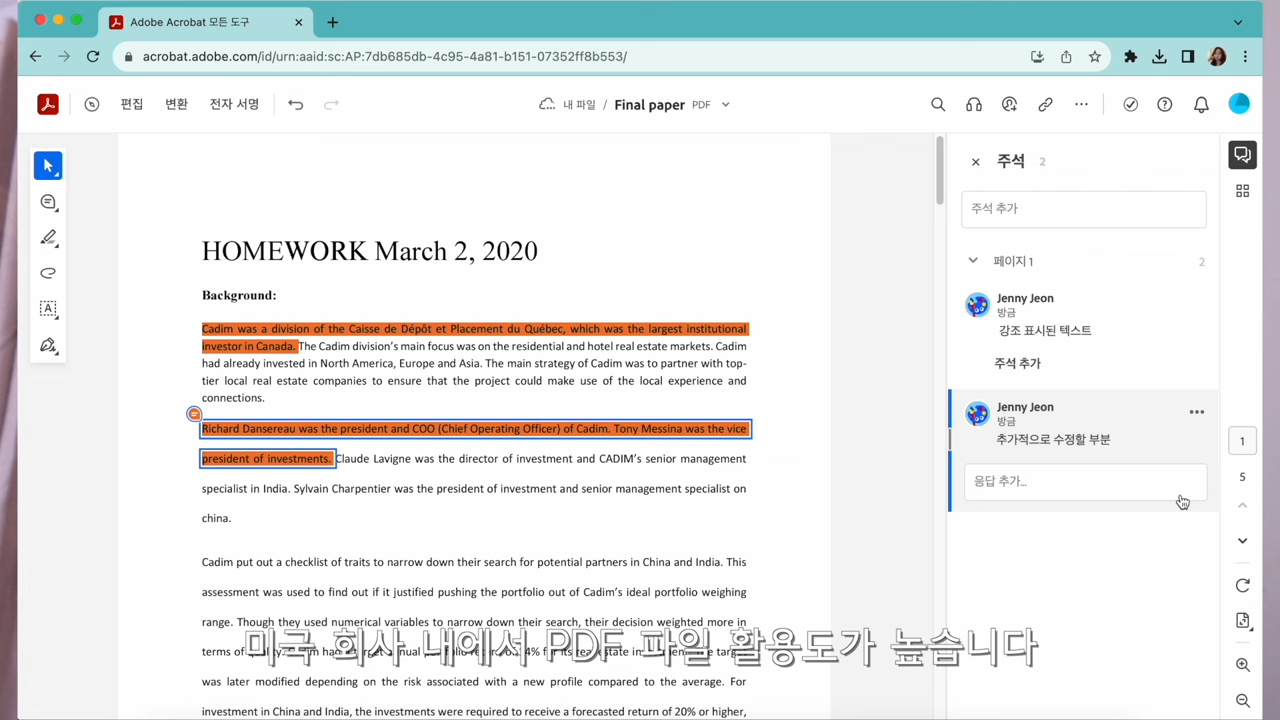 Adobe Acrobat 모든 도구
acrobat.adobe.com/id/urn:aaid:sc:AP:7db685db-4c95-4a81-b151-07352ff8b553/
편집 변환 전자 서명 내 파일 / Final paper PDF
주석 2
주석 추가
페이지 1 2
Jenny Jeon
방금
강조 표시된 텍스트
주석 추가
Jenny Jeon
방금
추가적으로 수정할 부분
응답 추가...
1
5
HOMEWORK March 2, 2020
Background:
Cadim was a division of the Caisse de Dépôt et Placement du Québec, which was the largest institutional
investor in Canada. The Cadim division's main focus was on the residential and hotel real estate markets. Cadim
had already invested in North America, Europe and Asia. The main strategy of Cadim was to partner with top-
tier local real estate companies to ensure that the project could make use of the local experience and
connections.
Richard Dansereau was the president and COO (Chief Operating Officer) of Cadim. Tony Messina was the vice
president of investments. Claude Lavigne was the director of investment and CADIM's senior management
specialist in India. Sylvain Charpentier was the president of investment and senior management specialist on
china.
Cadim put out a checklist of traits to narrow down their search for potential partners in China and India. This
assessment was used to find out if it justified pushing the portfolio out of Cadim's ideal portfolio weighing
range. Though they used numerical variables to narrow down their search, their decision weighted more in
terms of
was later modified depending on the risk associated with a new profile compared to the average. For
investment in China and India, the investments were required to receive a forecasted return of 20% or higher,
미국 회사 내에서 PDF 파일 활용도가 높습니다